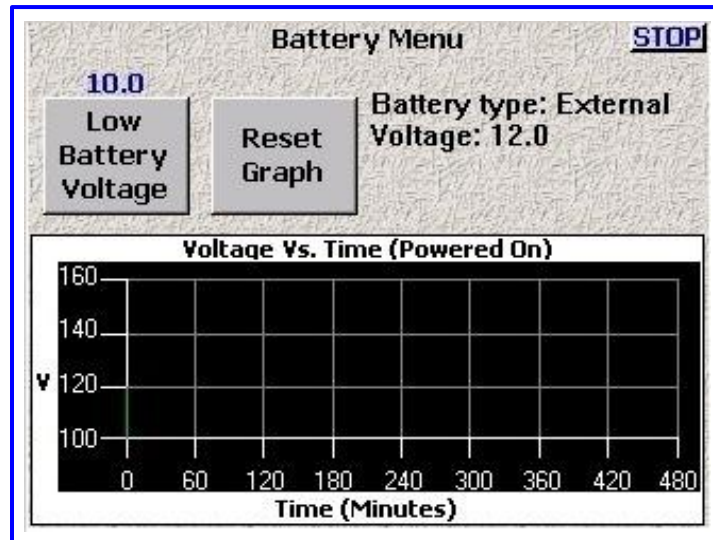 Battery Menu
STOP
10.0
Low
Battery
Voltage
Reset
Graph
Battery type: External
Voltage: 12.0
Voltage Vs. Time (Powered On)
160
140
V 120
100
0 60 120 180 240 300 360 420 480
Time (Minutes)